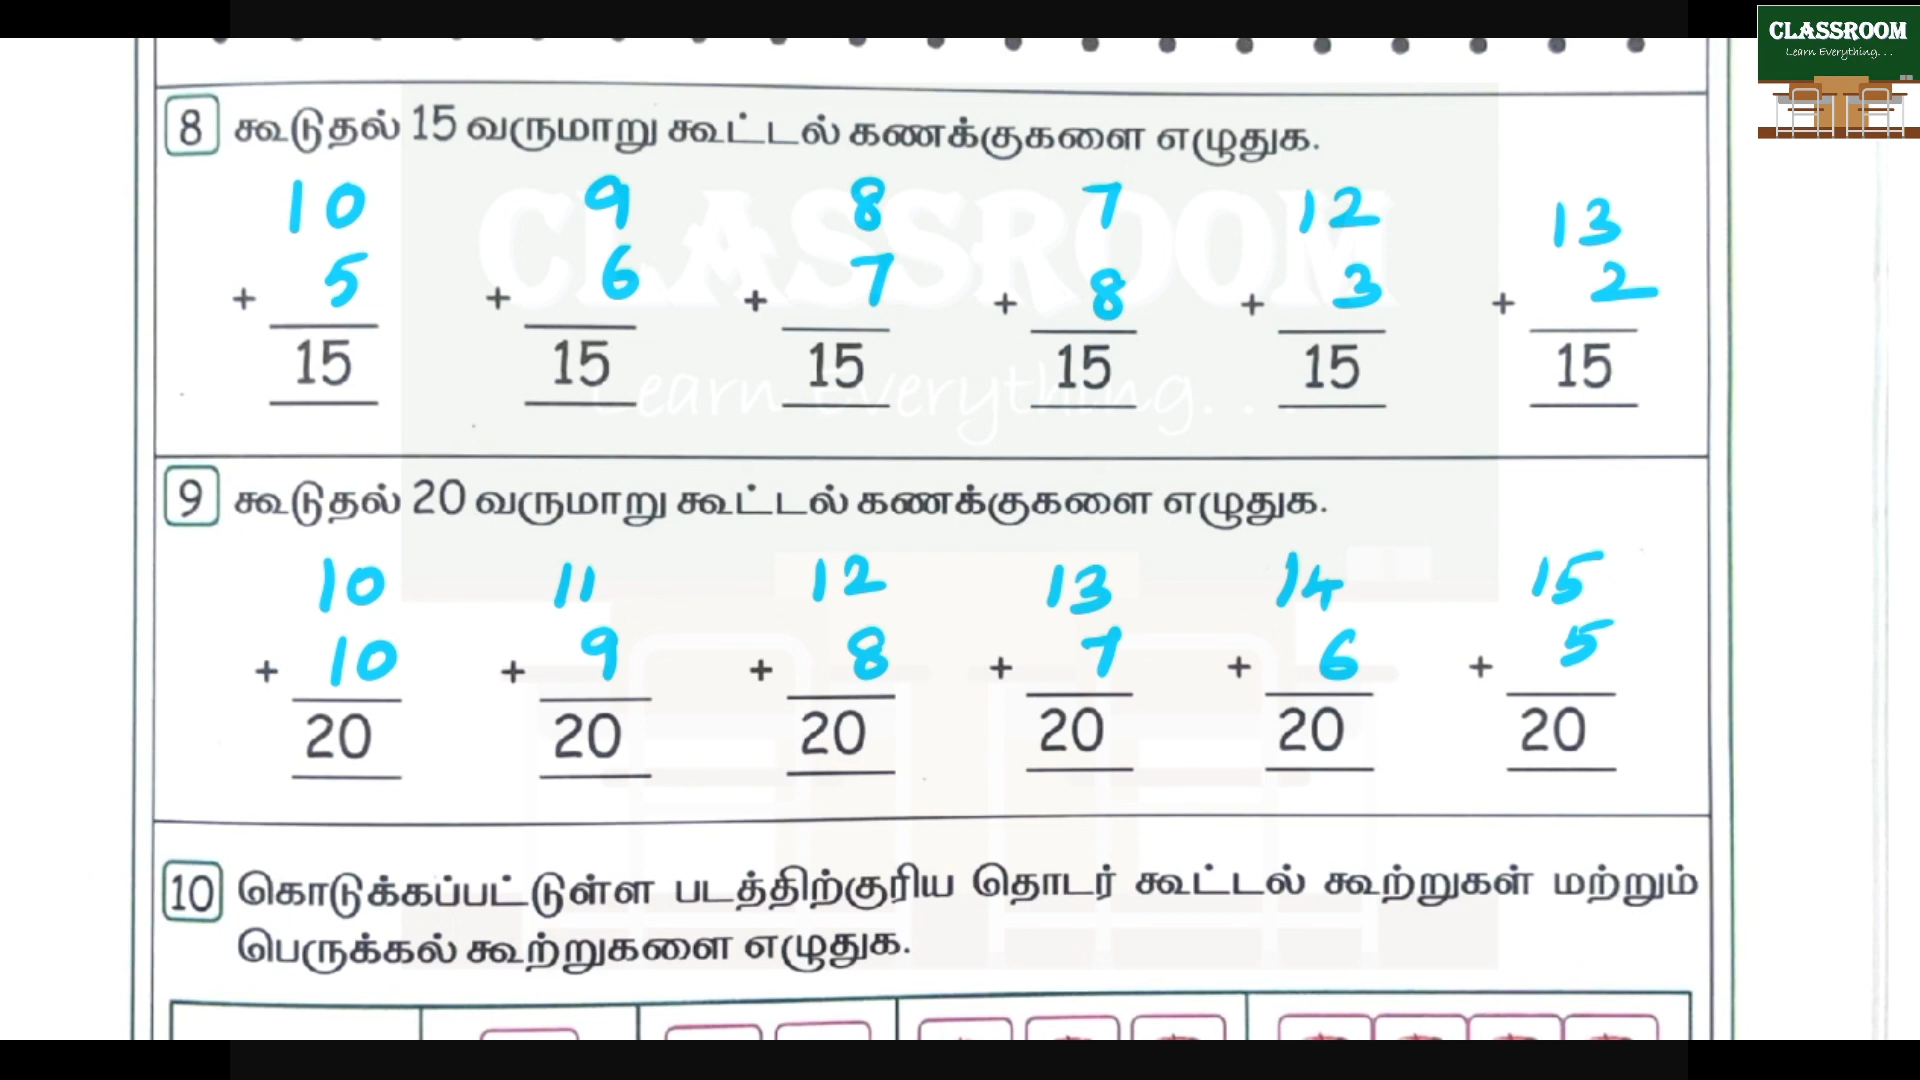 CLASSROOM
Learn Everything. . .
8 கூடுதல் 15 வருமாறு கூட்டல் கணக்குகளை எழுதுக.
10 9 8 7 12 13
+ 5 + 6 + 7 + 8 + 3 + 2
15 15 15 15 15 15
CLASSROOM
Learn Everything. . .
9 கூடுதல் 20 வருமாறு கூட்டல் கணக்குகளை எழுதுக.
10 11 12 13 14 15
+ 10 + 9 + 8 + 7 + 6 + 5
20 20 20 20 20 20
10 கொடுக்கப்பட்டுள்ள படத்திற்குரிய தொடர் கூட்டல் கூற்றுகள் மற்றும்
பெருக்கல் கூற்றுகளை எழுதுக.